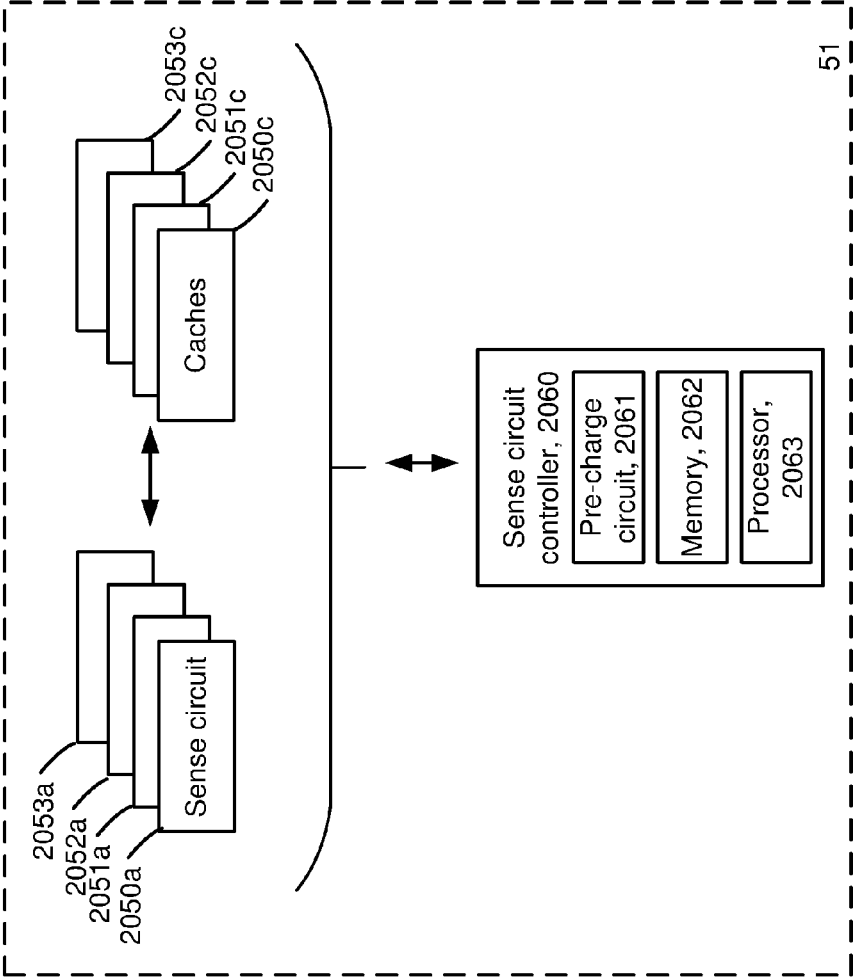 2053a
2052a
2051a
2050a
Sense circuit
2053c
2052c
2051c
2050c
Caches
Sense circuit
controller, 2060
Pre-charge
circuit, 2061
Memory, 2062
Processor,
2063
51